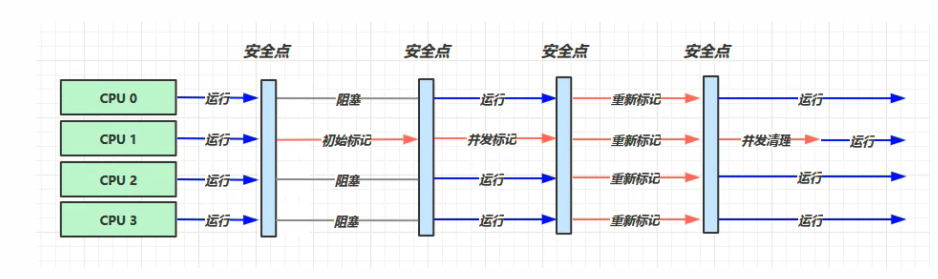 安全点 安全点 安全点 安全点
CPU 0 运行 阻塞 运行 重新标记 运行
CPU 1 运行 初始标记 并发标记 重新标记 并发清理 运行
CPU 2 运行 阻塞 运行 重新标记 运行
CPU 3 运行 阻塞 运行 重新标记 运行